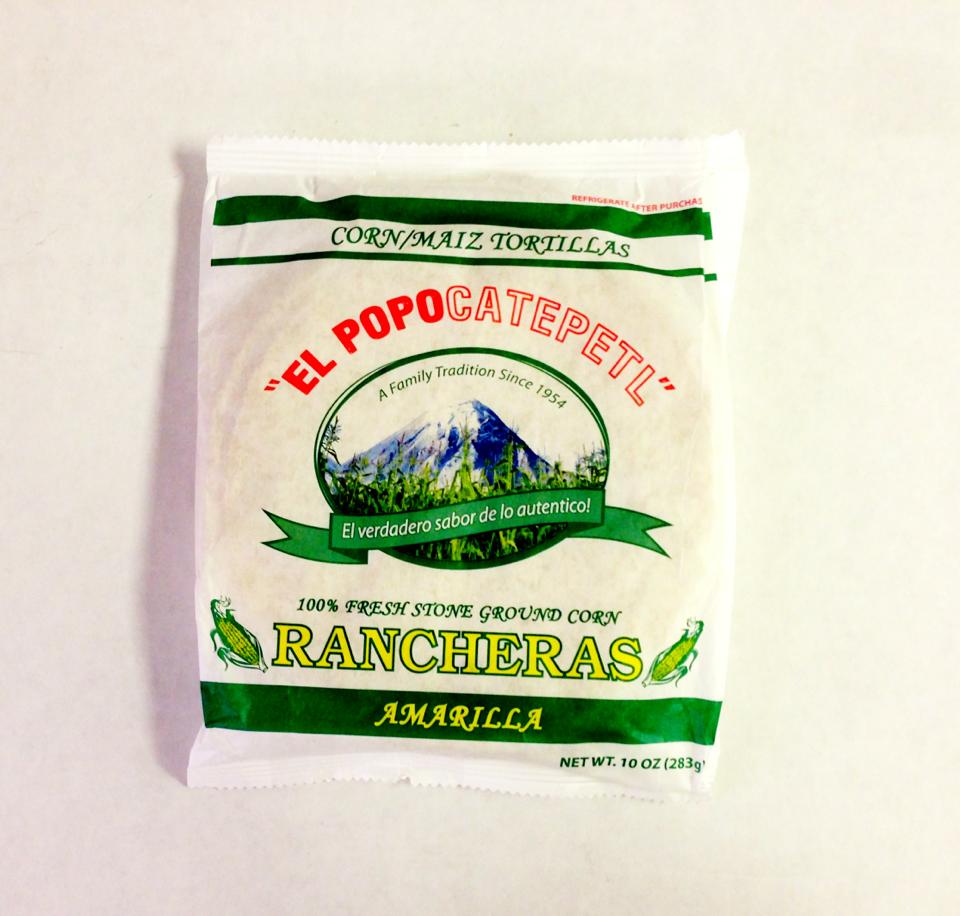 REFRIGERATE AFTER PURCHAS
CORN/MAIZ TORTILLAS
"EL POPOCATEPETL"
A Family Tradition Since 1954
El verdadero sabor de lo autentico!
100% FRESH STONE GROUND CORN
RANCHERAS
AMARILLA
NET WT. 10 OZ (283g)